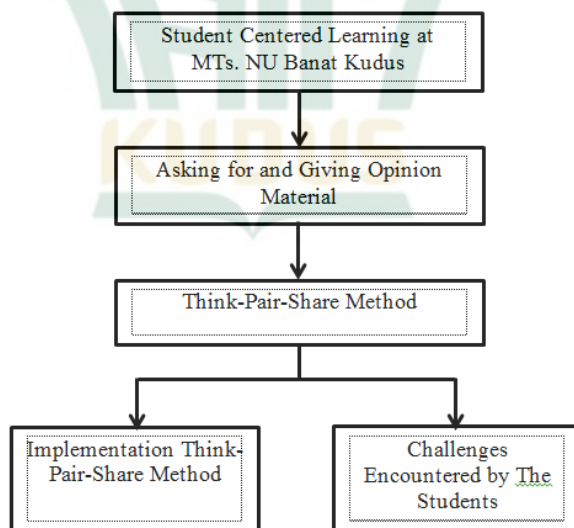 Student Centered Learning at
MTs. NU Banat Kudus
KUDUS
Asking for and Giving Opinion
Material
Think-Pair-Share Method
Implementation Think-
Pair-Share Method
Challenges
Encountered by The
Students